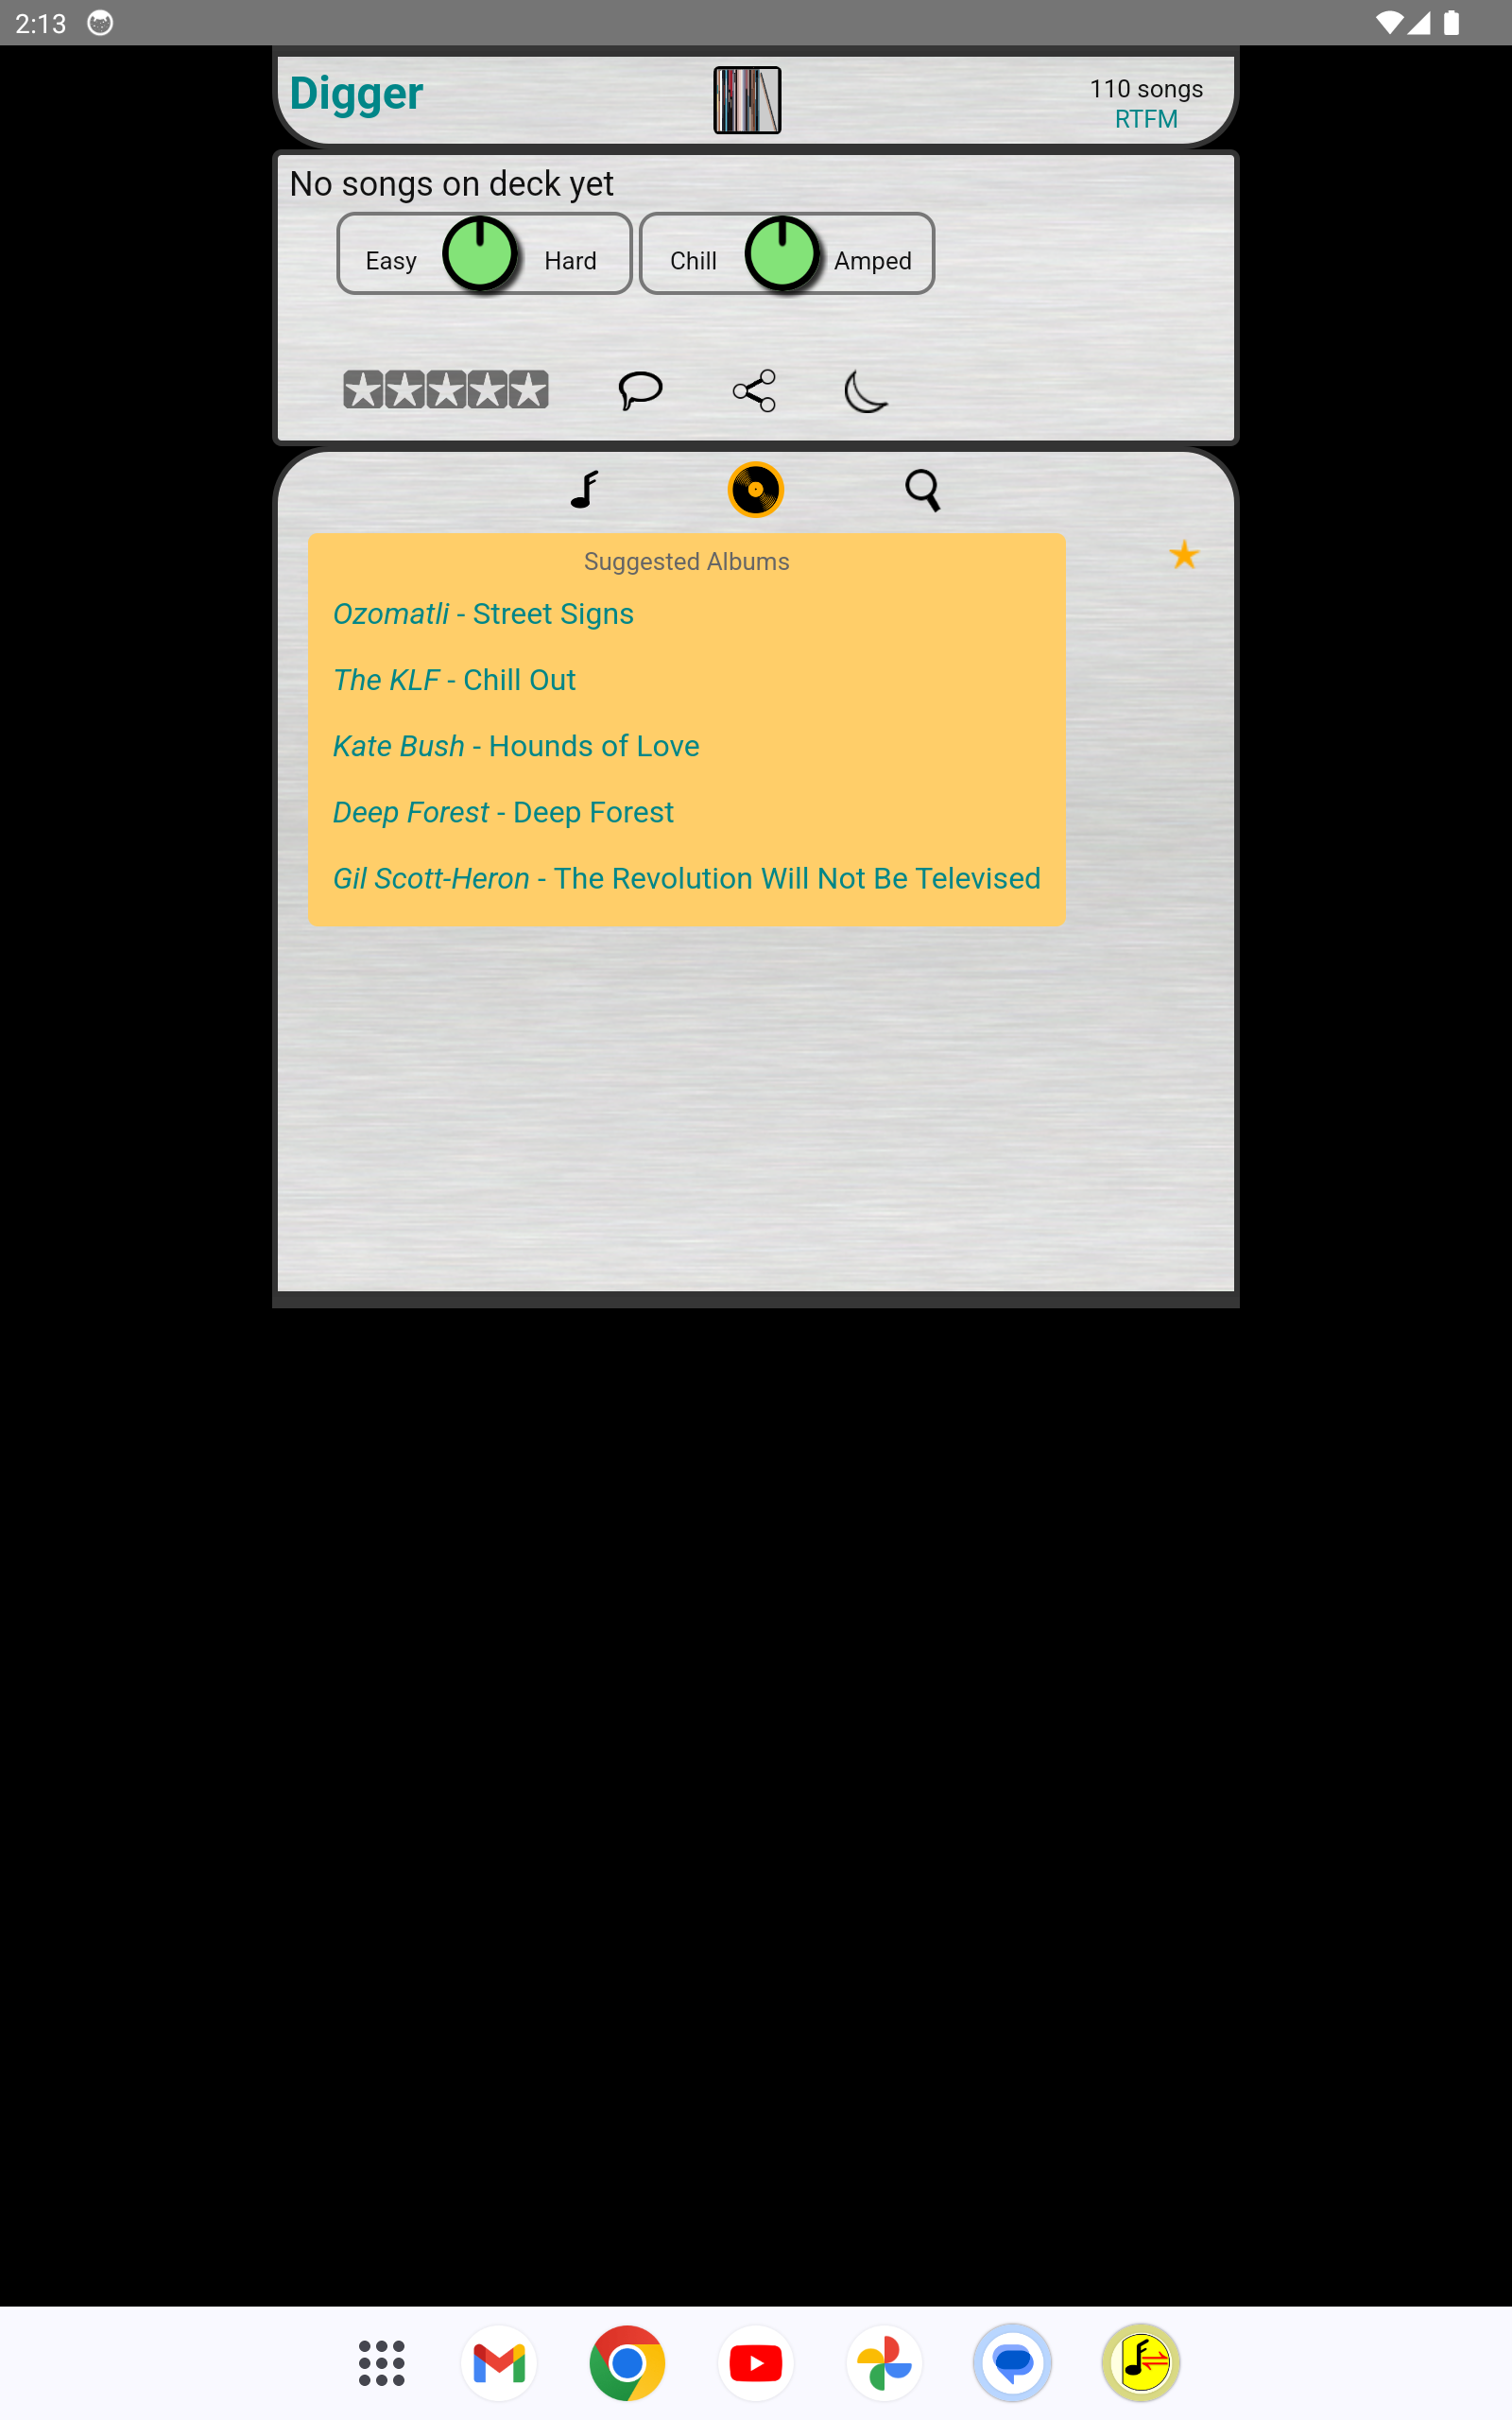 2:13
Digger
110 songs
RTFM
No songs on deck yet
Easy Hard Chill Amped
Suggested Albums
Ozomatli - Street Signs
The KLF - Chill Out
Kate Bush - Hounds of Love
Deep Forest - Deep Forest
Gil Scott-Heron - The Revolution Will Not Be Televised